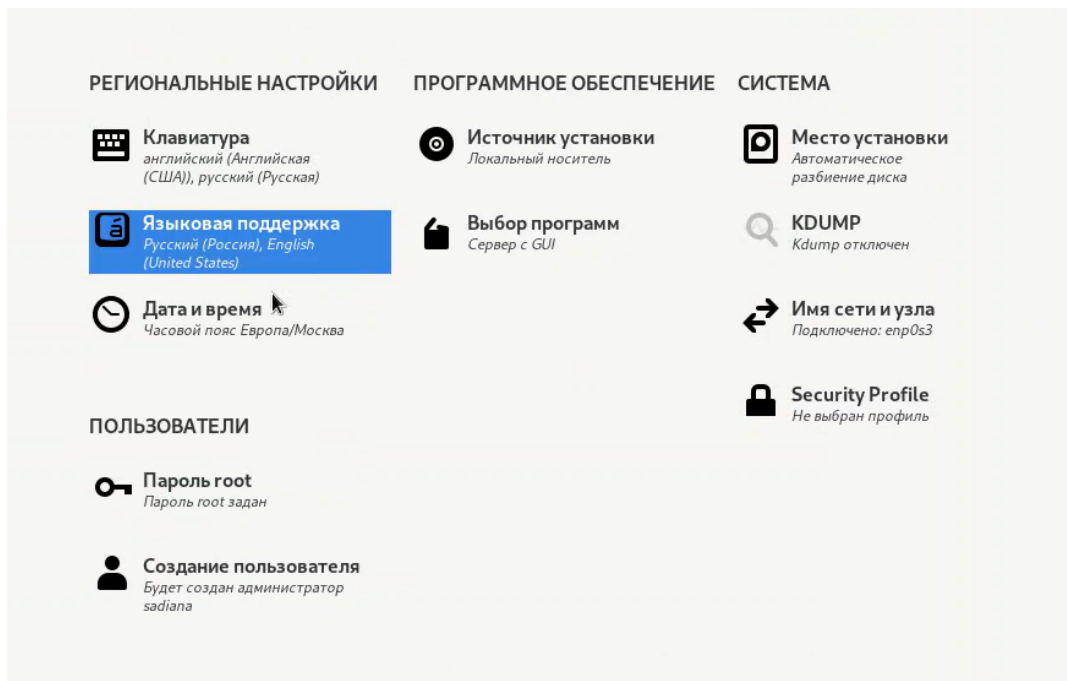 РЕГИОНАЛЬНЫЕ НАСТРОЙКИ
Клавиатура
английский (Английская
(США)), русский (Русская)
Языковая поддержка
Русский (Россия), English
(United States)
Дата и время
Часовой пояс Европа/Москва
ПОЛЬЗОВАТЕЛИ
Пароль root
Пароль root задан
Создание пользователя
Будет создан администратор
sadiana
ПРОГРАММНОЕ ОБЕСПЕЧЕНИЕ
Источник установки
Локальный носитель
Выбор программ
Сервер с GUI
СИСТЕМА
Место установки
Автоматическое
разбиение диска
KDUMP
Kdump отключен
Имя сети и узла
Подключено: enp0s3
Security Profile
Не выбран профиль